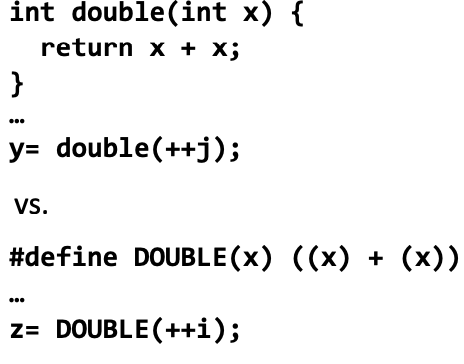 int double(int x) {
  return x + x;
}
…
y= double(++j);
vs.
#define DOUBLE(x) ((x) + (x))
…
z= DOUBLE(++i);